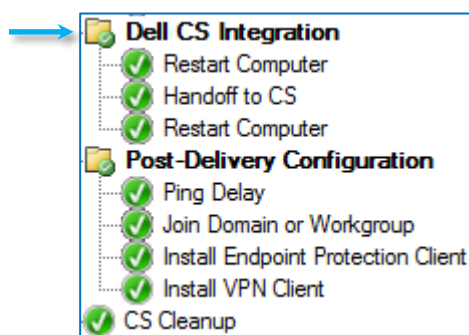 Dell CS Integration
Restart Computer
Handoff to CS
Restart Computer
Post-Delivery Configuration
Ping Delay
Join Domain or Workgroup
Install Endpoint Protection Client
Install VPN Client
CS Cleanup